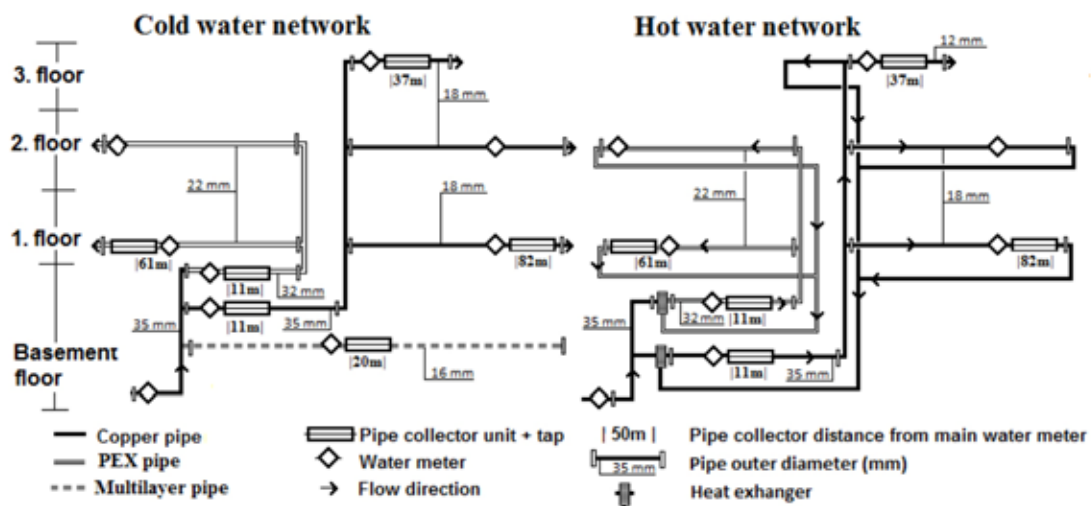 Cold water network
Hot water network
3. floor
2. floor
1. floor
Basement
floor
|37m|
18 mm
22 mm
18 mm
|61m|
|82m|
|11m|
32 mm
|11m|
35 mm
35 mm
|20m|
16 mm
12 mm
|37m|
22 mm
18 mm
|61m|
|82m|
35 mm
32 mm
|11m|
|11m|
35 mm
Copper pipe
PEX pipe
Multilayer pipe
Pipe collector unit + tap
Water meter
Flow direction
| 50m | Pipe collector distance from main water meter
35 mm Pipe outer diameter (mm)
Heat exhanger